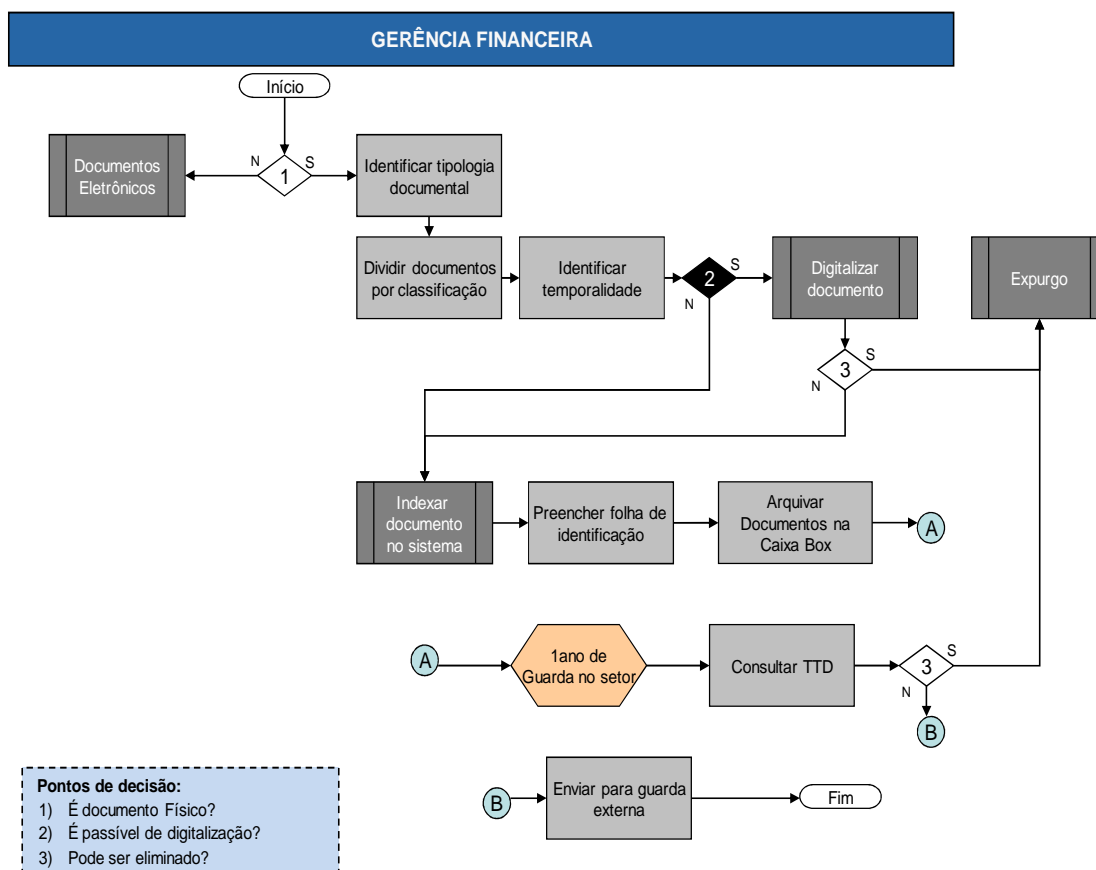 GERÊNCIA FINANCEIRA
Início
Documentos
Eletrônicos
N
1
S
Identificar tipologia
documental
Dividir documentos
por classificação
Identificar
temporalidade
2
S
N
Digitalizar
documento
Expurgo
3
S
N
Indexar
documento
no sistema
Preencher folha de
identificação
Arquivar
Documentos na
Caixa Box
A
A
1ano de
Guarda no setor
Consultar TTD
3
S
N
B
Pontos de decisão:
1) É documento Físico?
2) É passível de digitalização?
3) Pode ser eliminado?
B
Enviar para guarda
externa
Fim